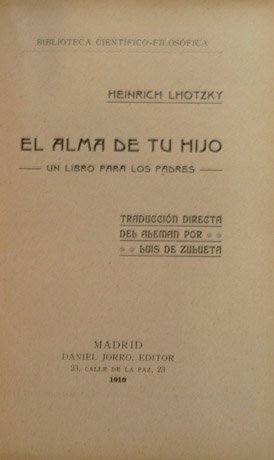 BIBLIOTECA CIENTÍFICO-FILOSÓFICA
HEINRICH LHOTZKY
EL ALMA DE TU HIJO
UN LIBRO PARA LOS PADRES
TRADUCCIÓN DIRECTA
DEL ALEMAN POR
LUIS DE ZULUETA
MADRID
DANIEL JORRO, EDITOR
23, CALLE DE LA PAZ, 23
1910